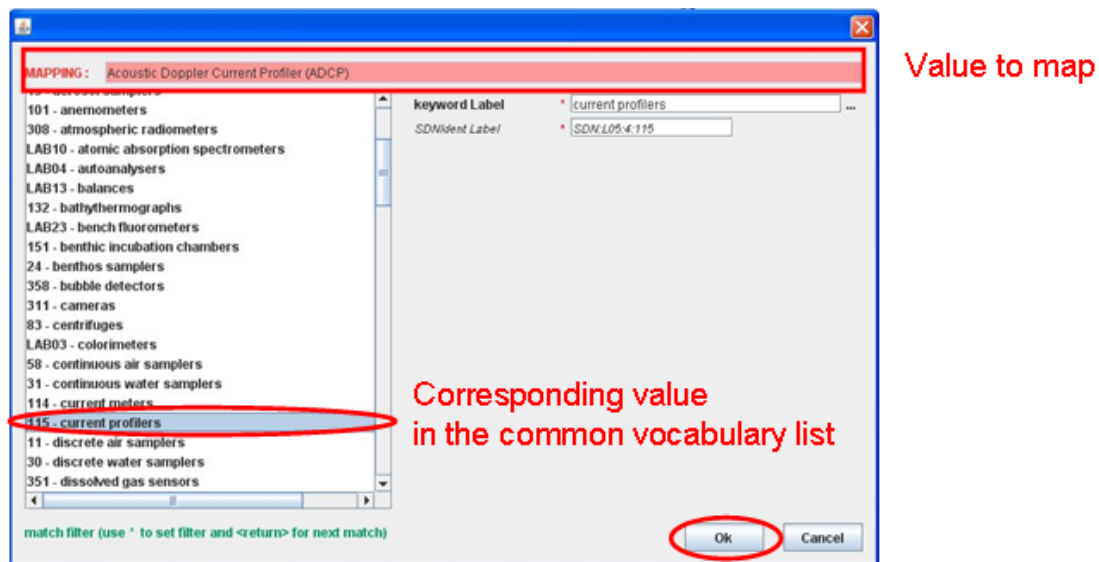 Value to map
MAPPING : Acoustic Doppler Current Profiler (ADCP)
101 - anemometers
308 - atmospheric radiometers
LAB10 - atomic absorption spectrometers
LAB04 - autoanalysers
LAB13 - balances
132 - bathythermographs
LAB23 - bench fluorometers
151 - benthic incubation chambers
24 - benthos samplers
358 - bubble detectors
311 - cameras
83 - centrifuges
LAB03 - colorimeters
58 - continuous air samplers
31 - continuous water samplers
114 - current meters
115 - current profilers
11 - discrete air samplers
30 - discrete water samplers
351 - dissolved gas sensors
keyword Label * current profilers ...
SDNIdent Label * SDN:L05:4:115
Corresponding value
in the common vocabulary list
match filter (use * to set filter and <return> for next match)
Ok Cancel